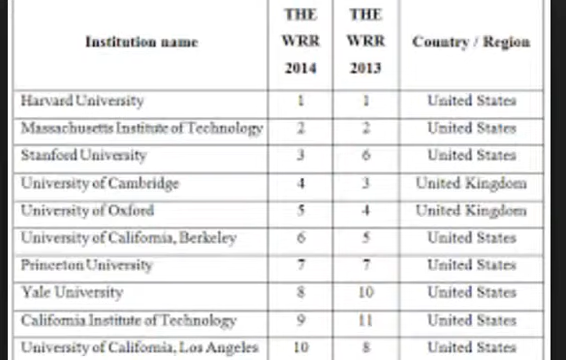 Institution name THE WRR 2014 THE WRR 2013 Country / Region
Harvard University 1 1 United States
Massachusetts Institute of Technology 2 2 United States
Stanford University 3 6 United States
University of Cambridge 4 3 United Kingdom
University of Oxford 5 4 United Kingdom
University of California, Berkeley 6 5 United States
Princeton University 7 7 United States
Yale University 8 10 United States
California Institute of Technology 9 11 United States
University of California, Los Angeles 10 8 United States